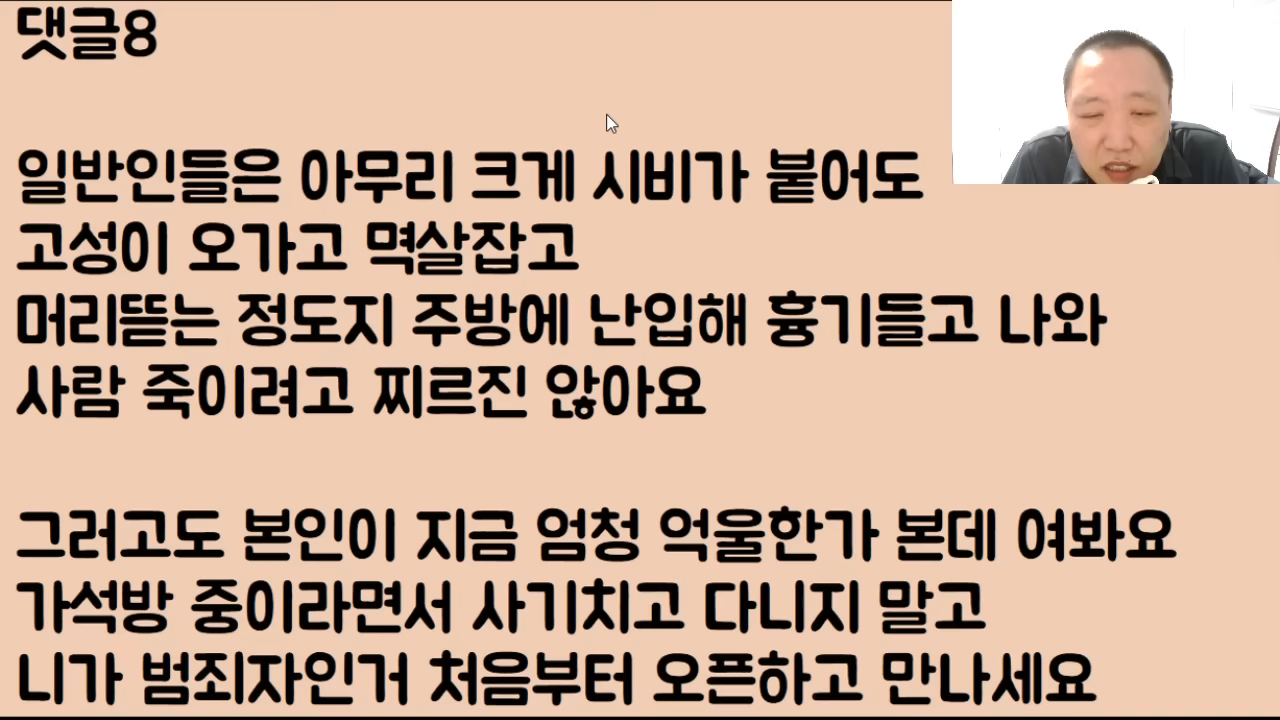 댓글8
일반인들은 아무리 크게 시비가 붙어도
고성이 오가고 멱살잡고
머리뜯는 정도지 주방에 난입해 흉기들고 나와
사람 죽이려고 찌르진 않아요
그러고도 본인이 지금 엄청 억울한가 본데 여봐요
가석방 중이라면서 사기치고 다니지 말고
니가 범죄자인거 처음부터 오픈하고 만나세요